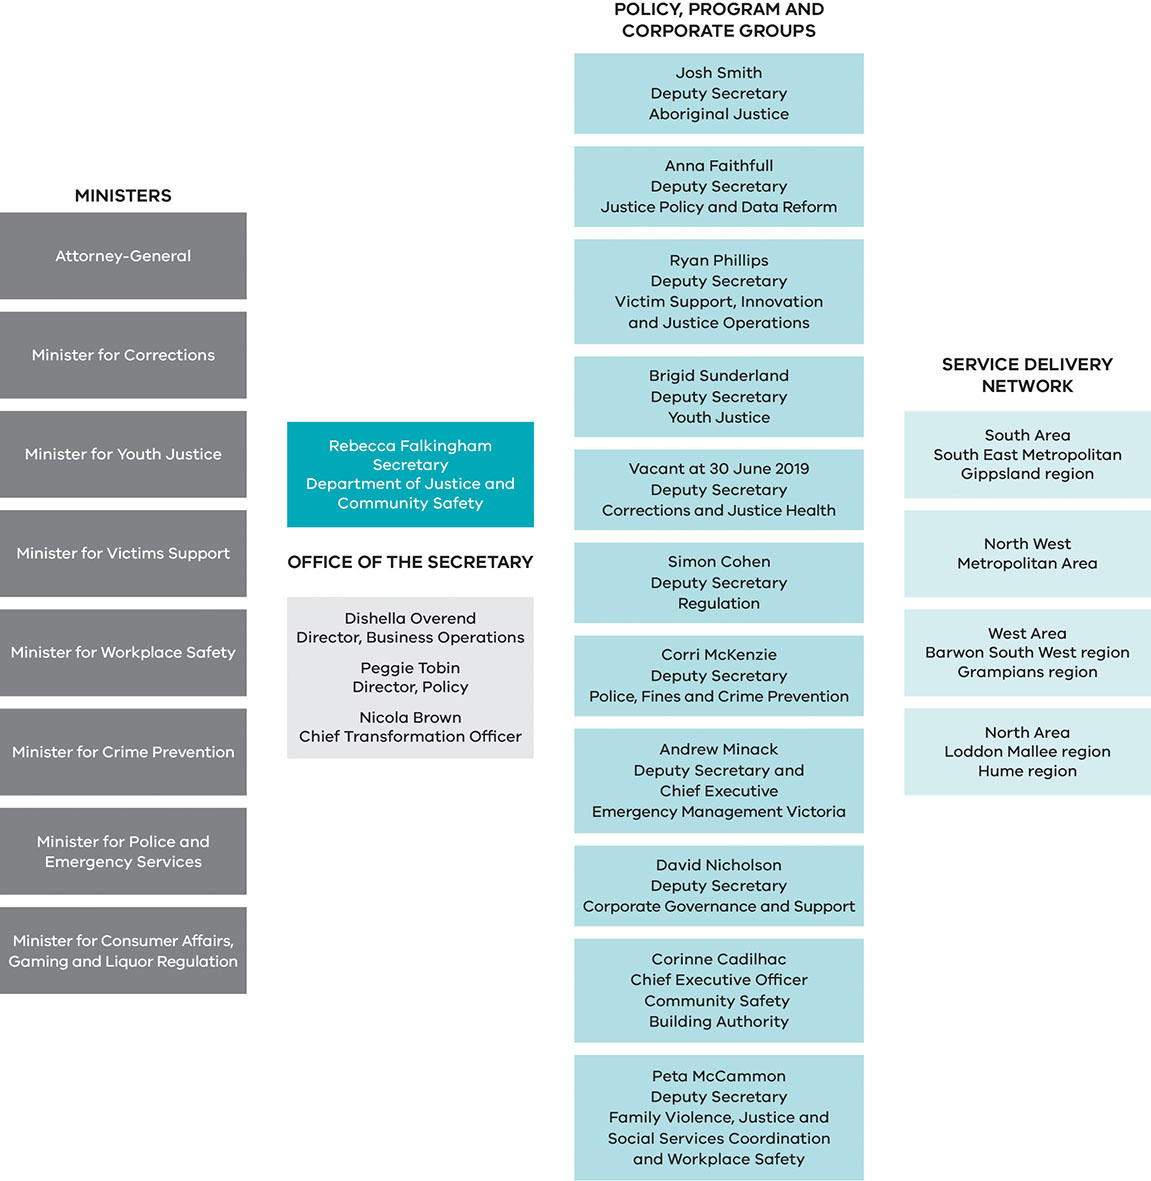 MINISTERS
Attorney-General
Minister for Corrections
Minister for Youth Justice
Minister for Victims Support
Minister for Workplace Safety
Minister for Crime Prevention
Minister for Police and
Emergency Services
Minister for Consumer Affairs,
Gaming and Liquor Regulation
Rebecca Falkingham
Secretary
Department of Justice and
Community Safety
OFFICE OF THE SECRETARY
Dishella Overend
Director, Business Operations
Peggie Tobin
Director, Policy
Nicola Brown
Chief Transformation Officer
POLICY, PROGRAM AND
CORPORATE GROUPS
Josh Smith
Deputy Secretary
Aboriginal Justice
Anna Faithfull
Deputy Secretary
Justice Policy and Data Reform
Ryan Phillips
Deputy Secretary
Victim Support, Innovation
and Justice Operations
Brigid Sunderland
Deputy Secretary
Youth Justice
Vacant at 30 June 2019
Deputy Secretary
Corrections and Justice Health
Simon Cohen
Deputy Secretary
Regulation
Corri McKenzie
Deputy Secretary
Police, Fines and Crime Prevention
Andrew Minack
Deputy Secretary and
Chief Executive
Emergency Management Victoria
David Nicholson
Deputy Secretary
Corporate Governance and Support
Corinne Cadilhac
Chief Executive Officer
Community Safety
Building Authority
Peta McCammon
Deputy Secretary
Family Violence, Justice and
Social Services Coordination
and Workplace Safety
SERVICE DELIVERY
NETWORK
South Area
South East Metropolitan
Gippsland region
North West
Metropolitan Area
West Area
Barwon South West region
Grampians region
North Area
Loddon Mallee region
Hume region